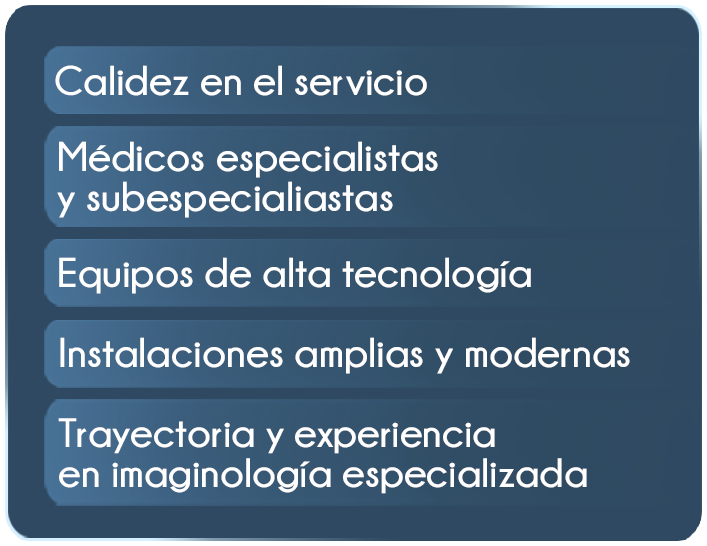 Calidez en el servicio
Médicos especialistas
y subespecialiastas
Equipos de alta tecnología
Instalaciones amplias y modernas
Trayectoria y experiencia
en imaginología especializada